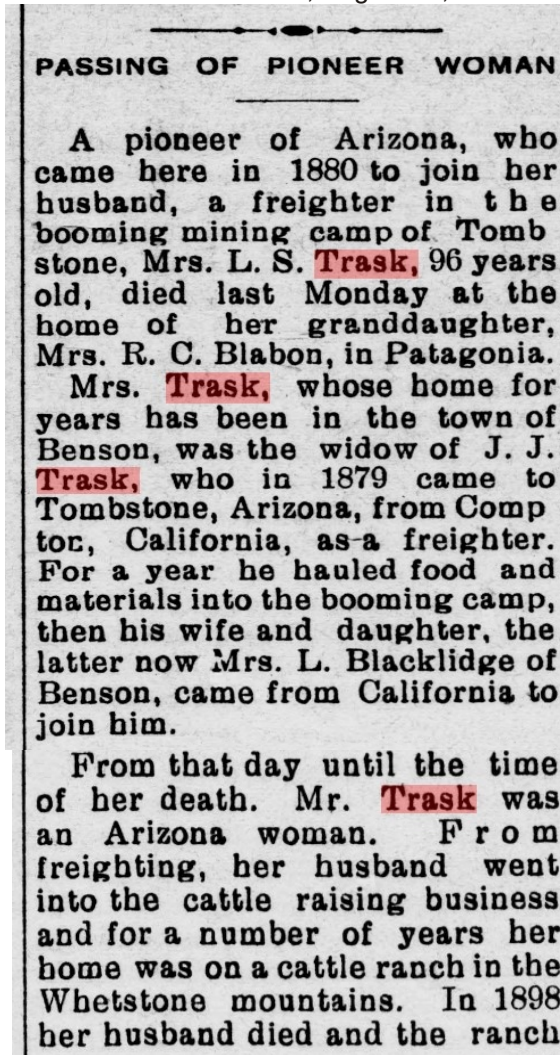 PASSING OF PIONEER WOMAN
A pioneer of Arizona, who
came here in 1880 to join her
husband, a freighter in the
booming mining camp of Tomb
stone, Mrs. L. S. Trask, 96 years
old, died last Monday at the
home of her granddaughter,
Mrs. R. C. Blabon, in Patagonia.
Mrs. Trask, whose home for
years has been in the town of
Benson, was the widow of J. J.
Trask, who in 1879 came to
Tombstone, Arizona, from Comp
ton, California, as a freighter.
For a year he hauled food and
materials into the booming camp,
then his wife and daughter, the
latter now Mrs. L. Blacklidge of
Benson, came from California to
join him.
From that day until the time
of her death. Mr. Trask was
an Arizona woman. From
freighting, her husband went
into the cattle raising business
and for a number of years her
home was on a cattle ranch in the
Whetstone mountains. In 1898
her husband died and the ranch